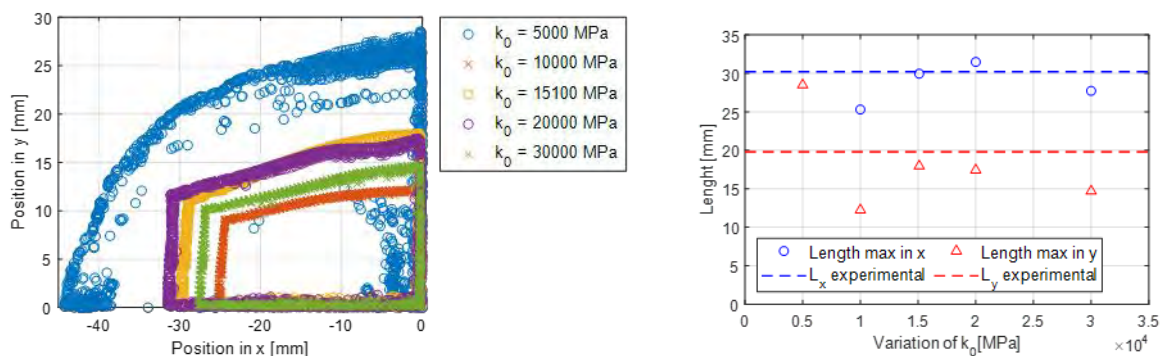 30
25
20
15
10
5
0
Position in y [mm]
-40 -30 -20 -10 0
Position in x [mm]
k0 = 5000 MPa
k0 = 10000 MPa
k0 = 15100 MPa
k0 = 20000 MPa
k0 = 30000 MPa
35
30
25
20
15
10
5
0
Lenght [mm]
Length max in x Length max in y
Lx experimental Ly experimental
0 0.5 1 1.5 2 2.5 3 3.5
Variation of k0[MPa] ×10^4